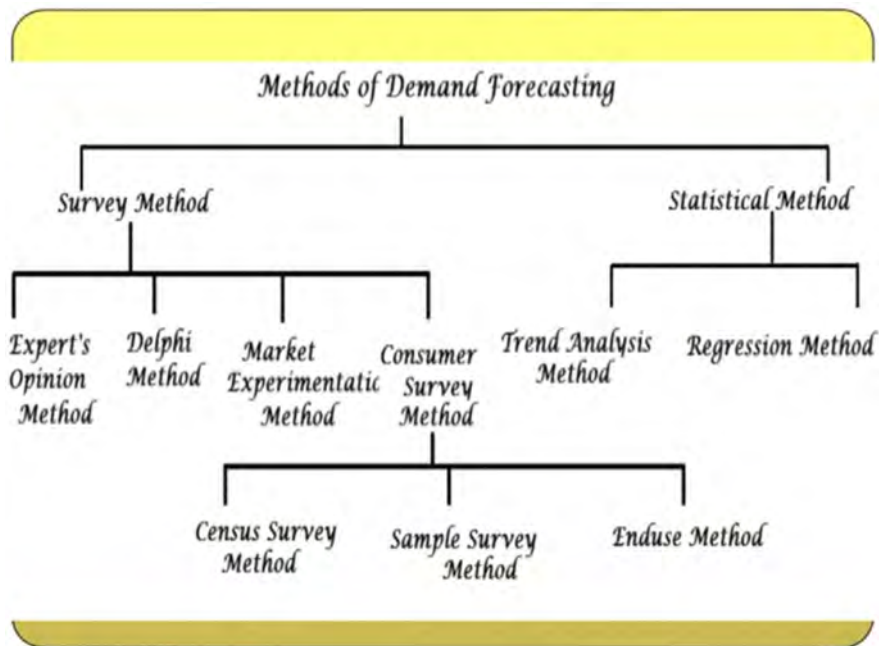 Methods of Demand Forecasting
Survey Method
Statistical Method
Expert's
Opinion
Method
Delphi
Method
Market
Experimentatic
Method
Consumer
Survey
Method
Trend Analysis
Method
Regression Method
Census Survey
Method
Sample Survey
Method
Enduse Method